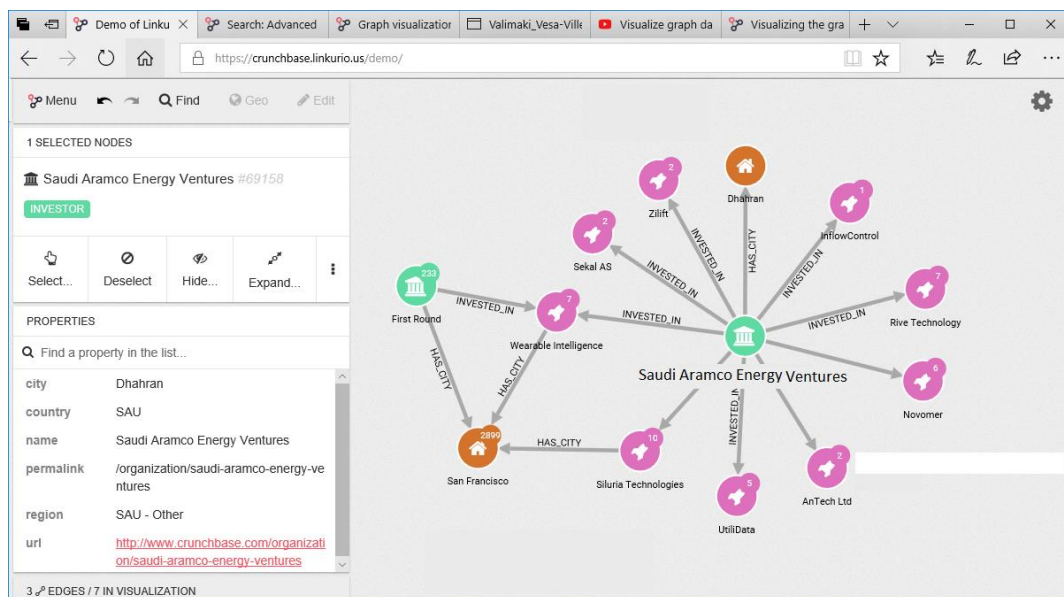 Demo of Linku
Search: Advanced
Graph visualization
Valimaki_Vesa-Ville
Visualize graph da
Visualizing the gra
https://crunchbase.linkurio.us/demo/
Menu
Find
Geo
Edit
1 SELECTED NODES
Saudi Aramco Energy Ventures #69158
INVESTOR
Select...
Deselect
Hide...
Expand...
PROPERTIES
Find a property in the list...
city Dhahran
country SAU
name Saudi Aramco Energy Ventures
permalink /organization/saudi-aramco-energy-ve
ntures
region SAU - Other
url http://www.crunchbase.com/organizati
on/saudi-aramco-energy-ventures
3 EDGES / 7 IN VISUALIZATION
2
Zilift
Dhahran
1
InflowControl
2
Sekal AS
INVESTED_IN
HAS_CITY
INVESTED_IN
INVESTED_IN
233
First Round
INVESTED_IN
7
Wearable Intelligence
INVESTED_IN
INVESTED_IN
7
Rive Technology
Saudi Aramco Energy Ventures
HAS_CITY
HAS_CITY
6
Novomer
INVESTED_IN
2899
San Francisco
HAS_CITY
10
Siluria Technologies
2
AnTech Ltd
5
UtiliData